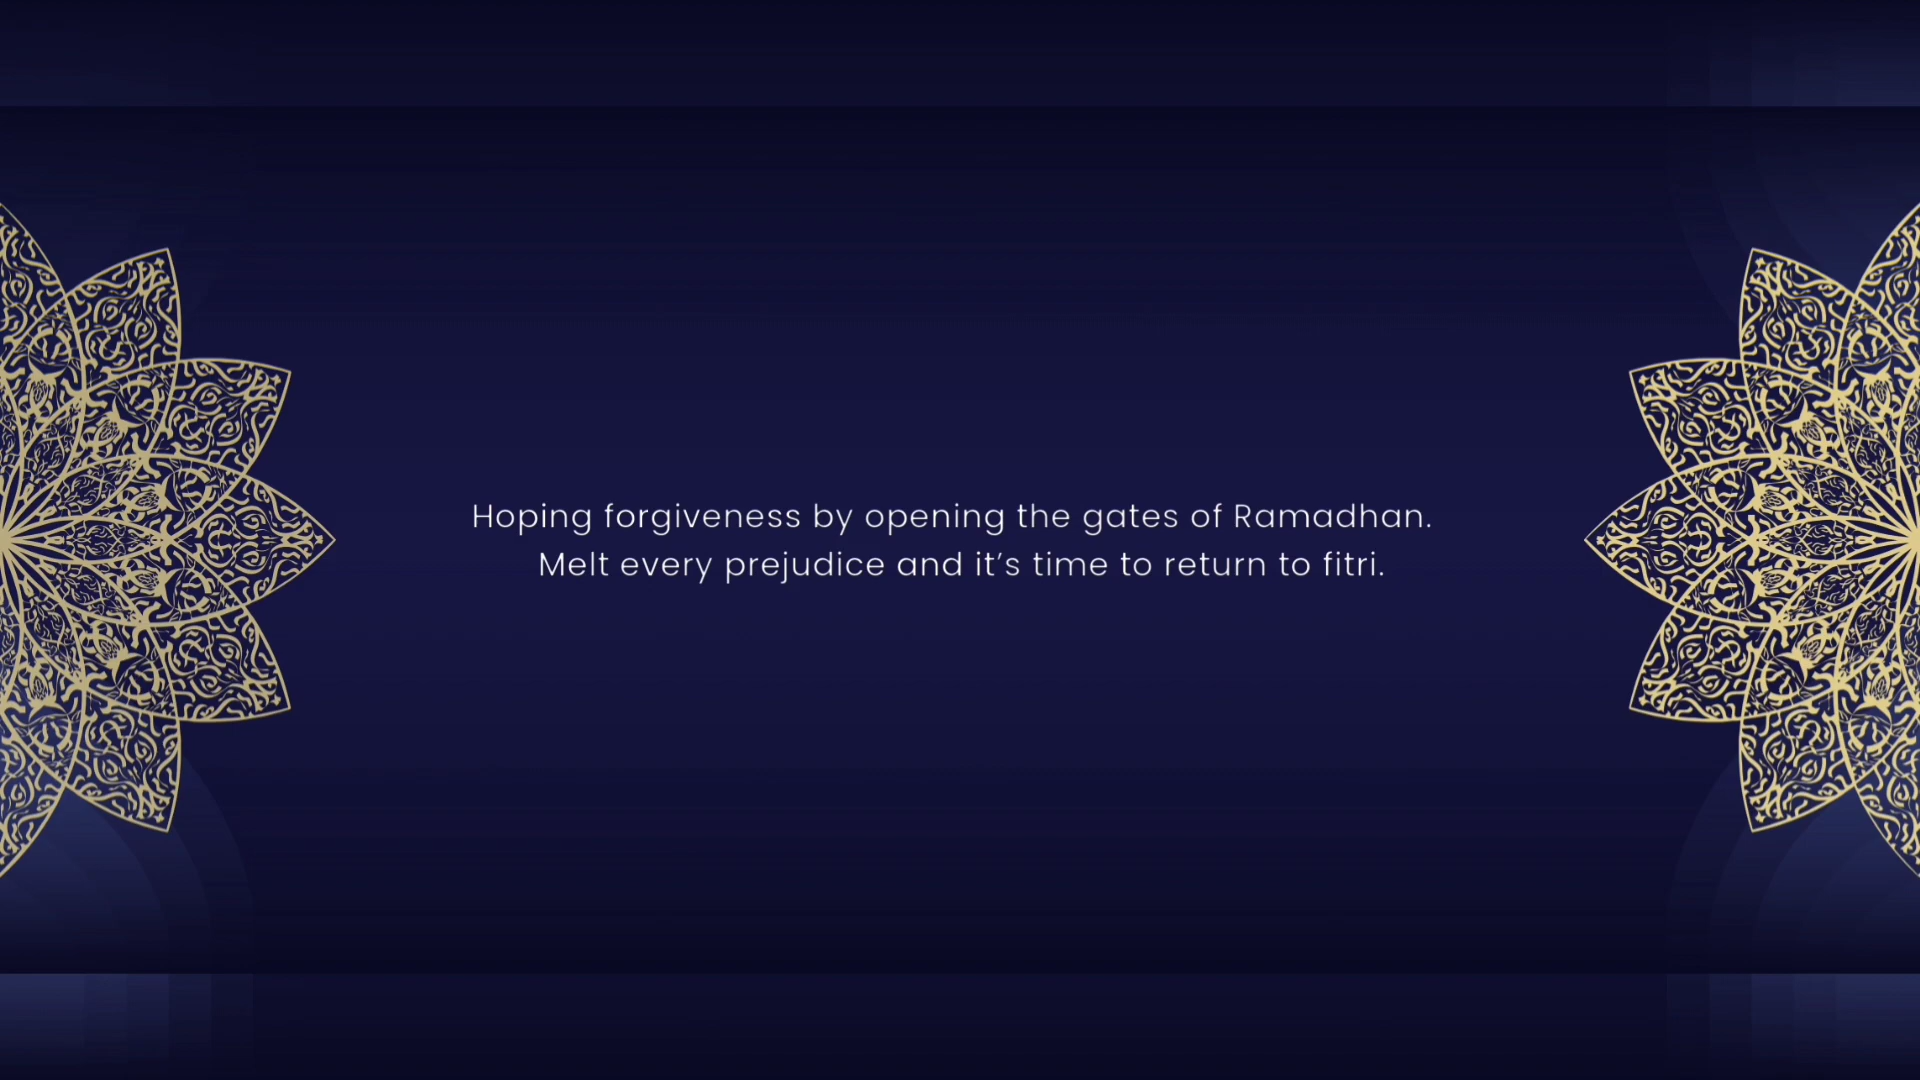 Hoping forgiveness by opening the gates of Ramadhan.
Melt every prejudice and it’s time to return to fitri.